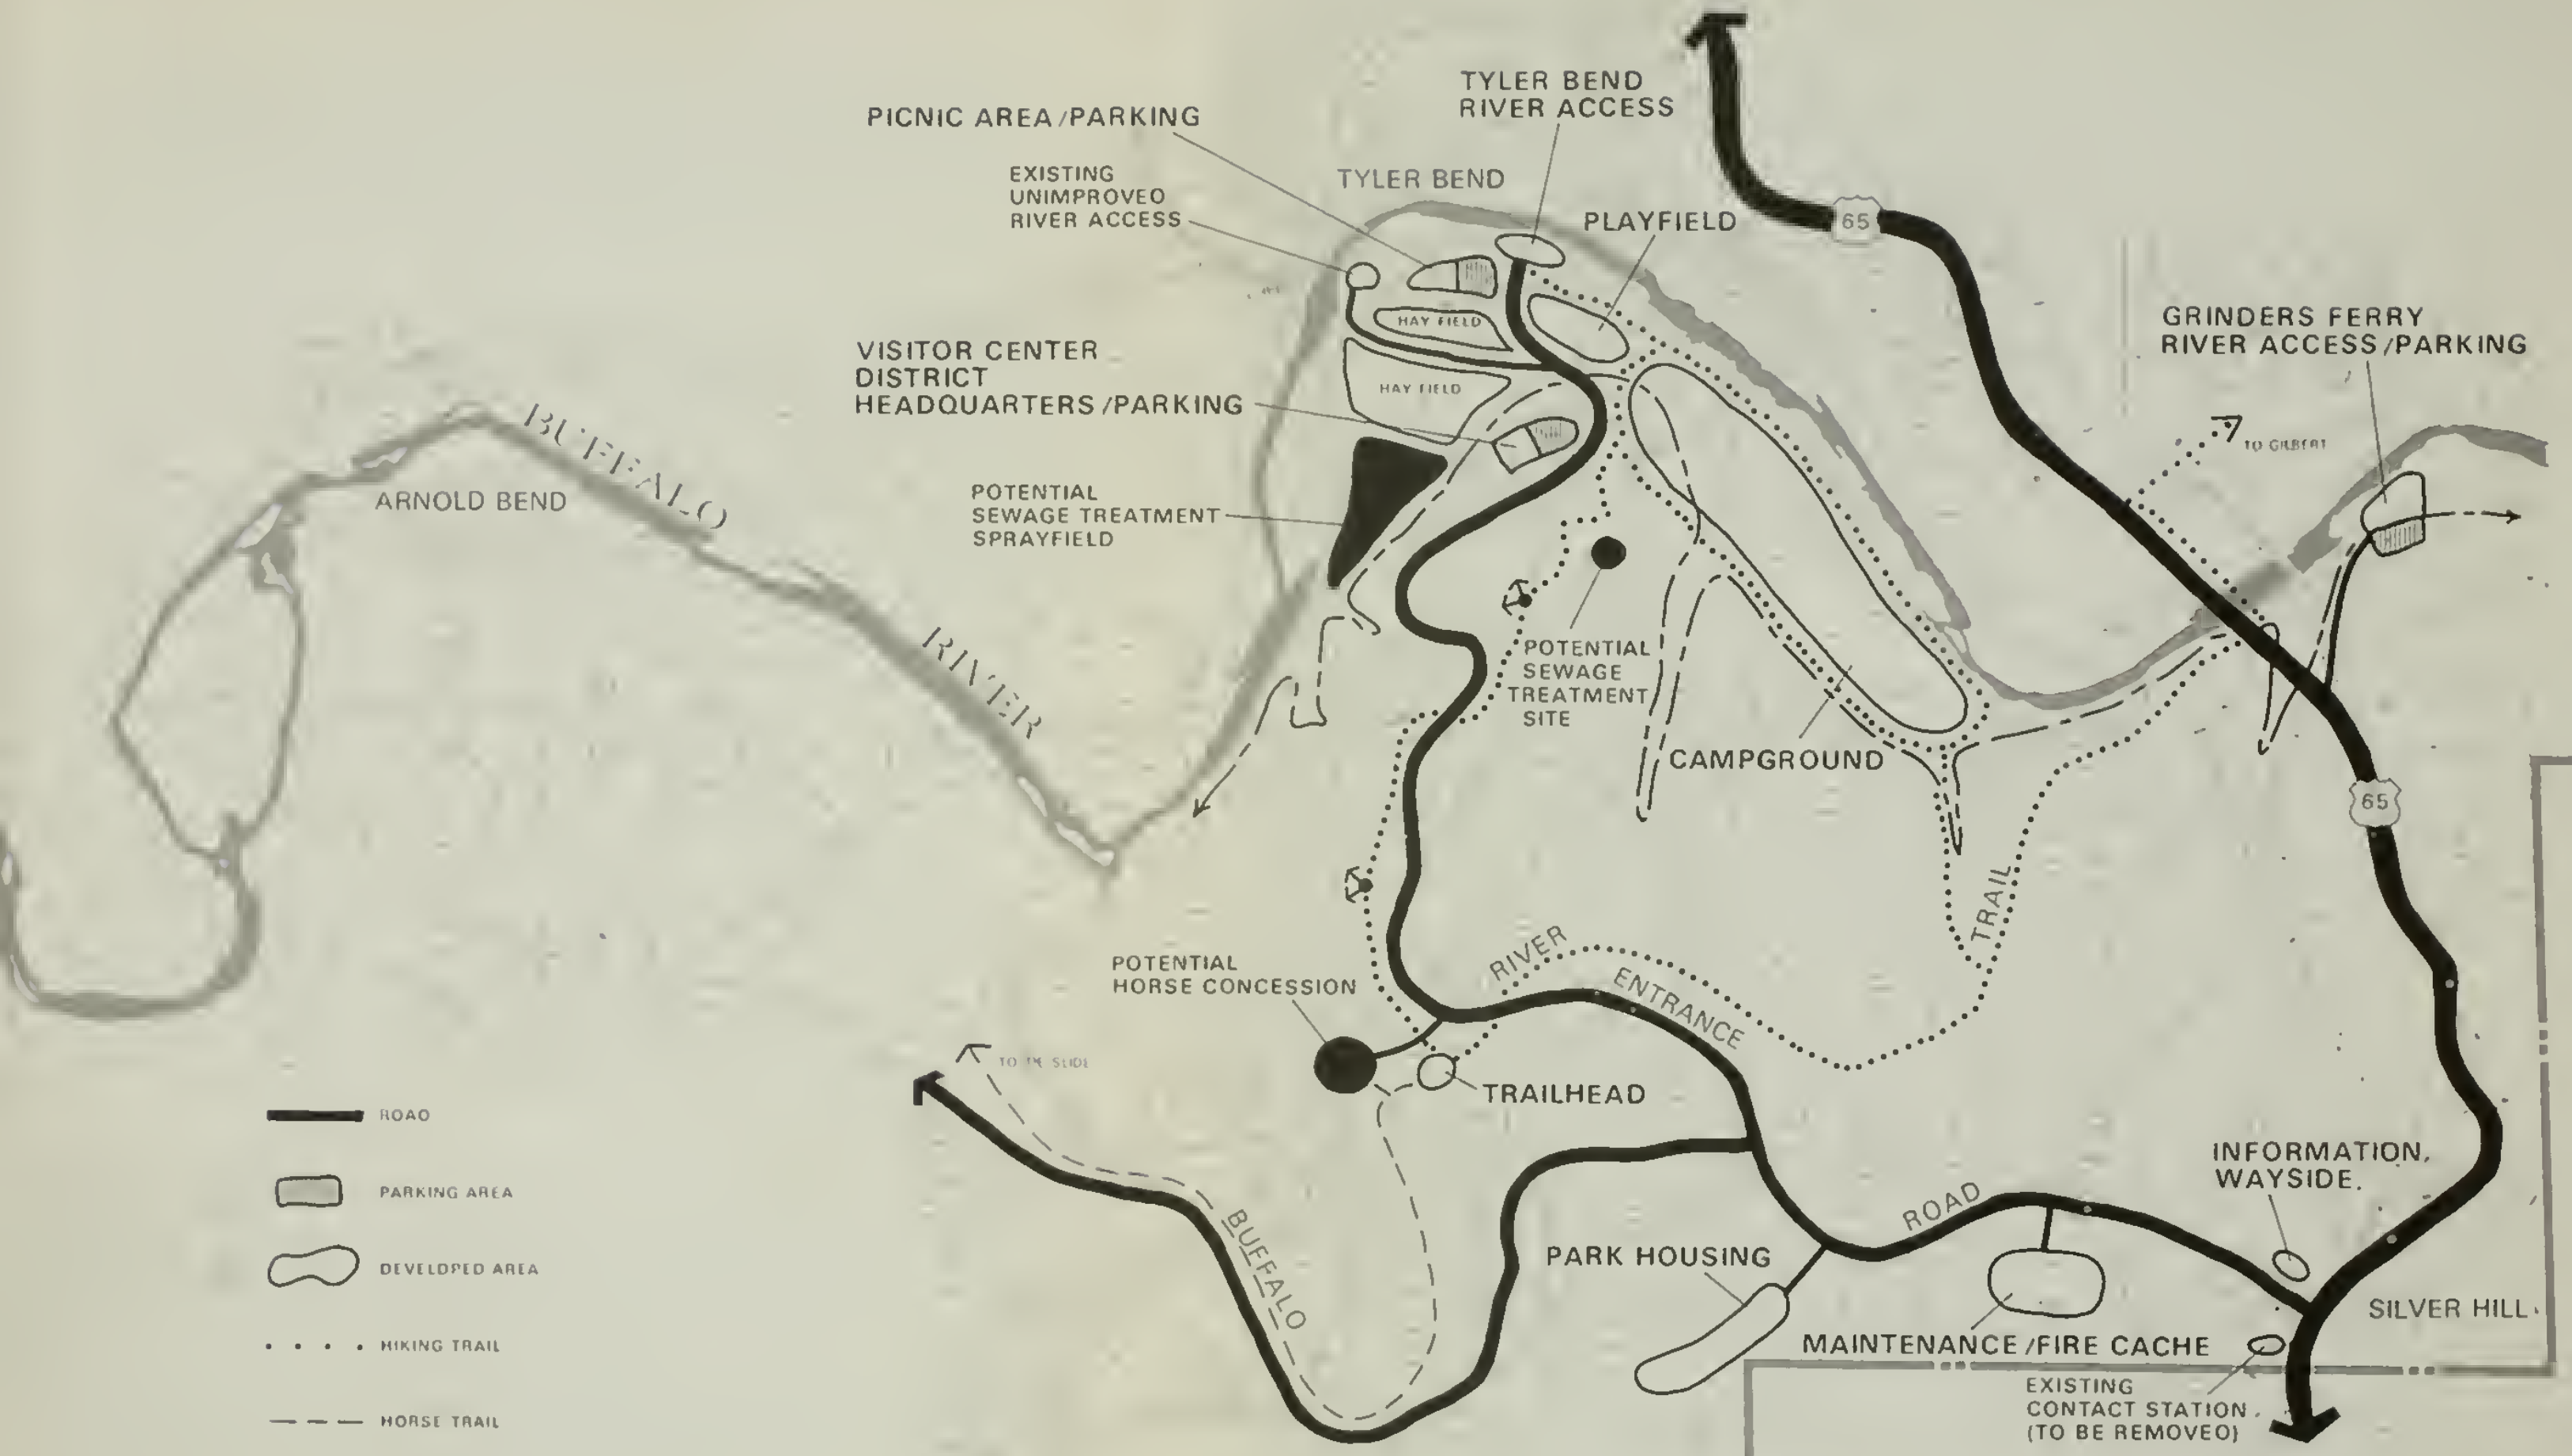 TYLER BEND
RIVER ACCESS
PICNIC AREA/PARKING
EXISTING
UNIMPROVEO
RIVER ACCESS
TYLER BEND
PLAYFIELD
65
HAY FIELD
GRINDERS FERRY
RIVER ACCESS/PARKING
VISITOR CENTER
DISTRICT
HEADQUARTERS/PARKING
HAY FIELD
TO GILBERT
BUFFALO
ARNOLD BEND
POTENTIAL
SEWAGE TREATMENT
SPRAYFIELD
RIVER
POTENTIAL
SEWAGE
TREATMENT
SITE
CAMPGROUND
65
TRAIL
RIVER
ENTRANCE
POTENTIAL
HORSE CONCESSION
TRAILHEAD
SLIDE
ROAO
PARKING AREA
DEVELOPED AREA
HIKING TRAIL
HORSE TRAIL
BUFFALO
ROAD
INFORMATION
WAYSIDE
PARK HOUSING
MAINTENANCE/FIRE CACHE
SILVER HILL
EXISTING
CONTACT STATION
(TO BE REMOVEO)